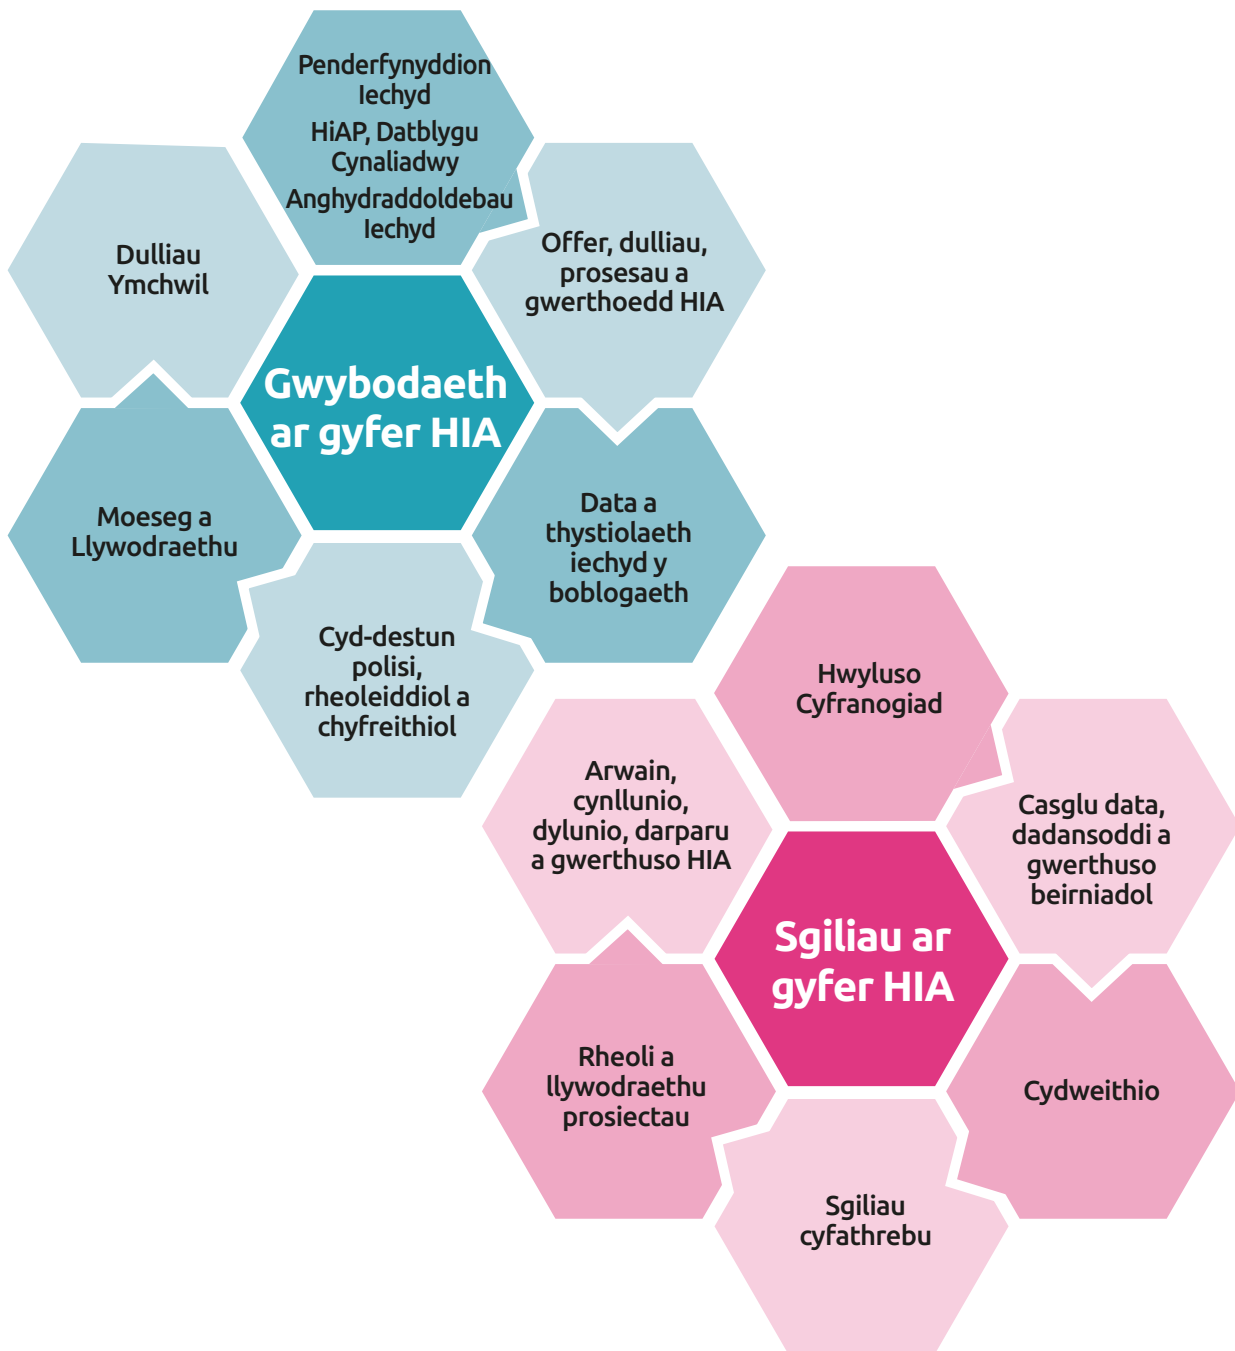 Penderfynyddion
Iechyd
HiAP, Datblygu
Cynaliadwy
Anghydraddoldebau
Iechyd
Dulliau
Ymchwil
Offer, dulliau,
prosesau a
gwerthoedd HIA
Gwybodaeth
ar gyfer HIA
Moeseg a
Llywodraethu
Data a
thystiolaeth
iechyd y
boblogaeth
Cyd-destun
polisi,
rheoleiddiol a
chyfreithiol
Hwyluso
Cyfranogiad
Arwain,
cynllunio,
dylunio, darparu
a gwerthuso HIA
Casglu data,
dadansoddi a
gwerthuso
beirniadol
Sgiliau ar
gyfer HIA
Rheoli a
llywodraethu
prosiectau
Cydweithio
Sgiliau
cyfathrebu